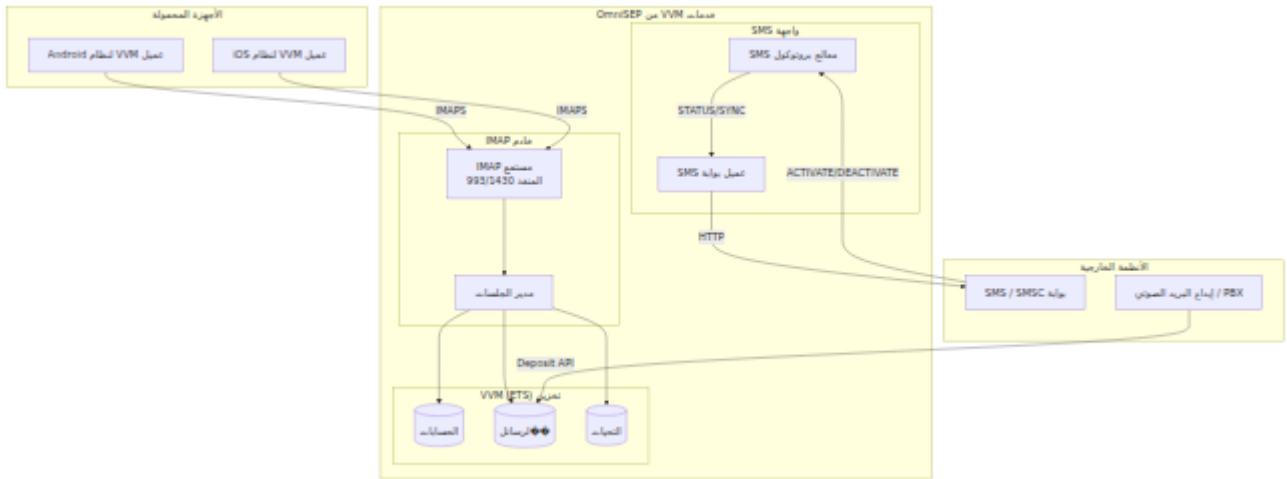 الأجهزة المحمولة
عميل VVM لنظام Android
عميل VVM لنظام iOS
خدمات VVM من OmniSEP
واجهة SMS
معالج بروتوكول SMS
IMAPS
IMAPS
STATUS/SYNC
خادم IMAP
مستمع IMAP
المنفذ 993/1430
عميل بوابة SMS
ACTIVATE/DEACTIVATE
HTTP
الأنظمة الخارجية
مدير الجلسات
بوابة SMS / SMSC
PBX / إيداع البريد الصوتي
Deposit API
تخزين VVM (ETS)
الحسابات
��لرسائل
التحيات